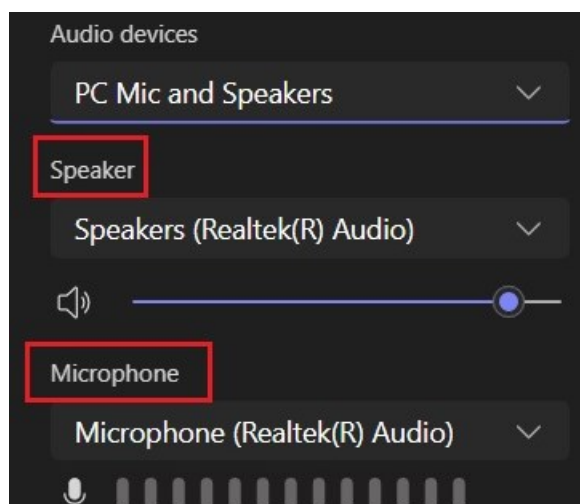 Audio devices
PC Mic and Speakers
Speaker
Speakers (Realtek(R) Audio)
Microphone
Microphone (Realtek(R) Audio)